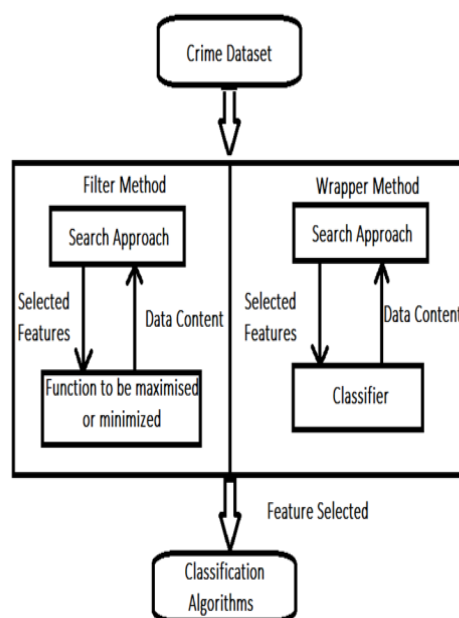 Crime Dataset
Filter Method
Search Approach
Selected
Features
Data Content
Function to be maximised
or minimized
Wrapper Method
Search Approach
Selected
Features
Data Content
Classifier
Feature Selected
Classification
Algorithms